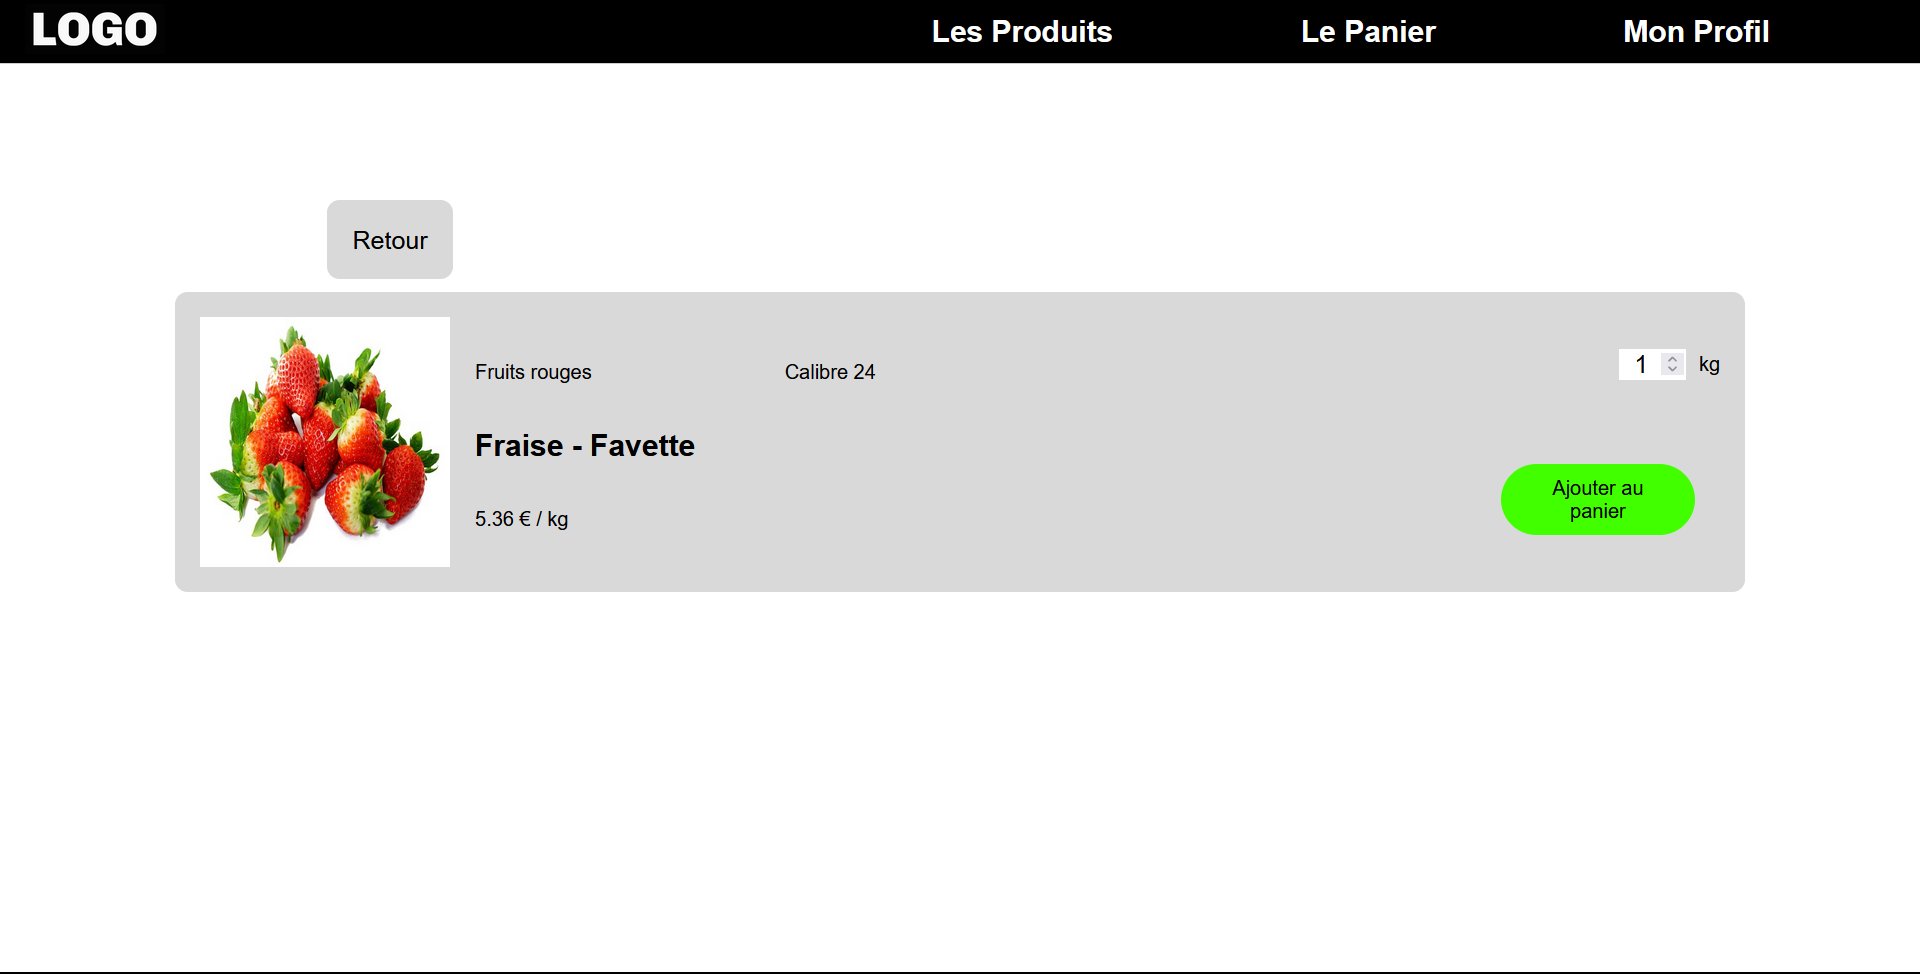 LOGO
Les Produits
Le Panier
Mon Profil
Retour
Fruits rouges
Calibre 24
1
kg
Fraise - Favette
Ajouter au
panier
5.36 € / kg